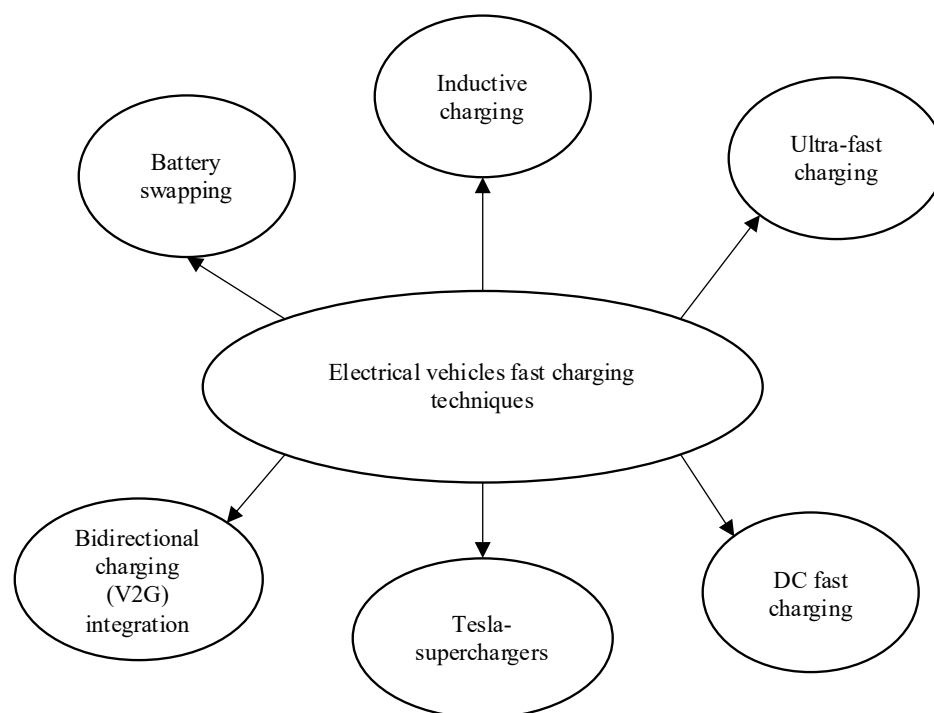 Inductive
charging
Battery
swapping
Ultra-fast
charging
Electrical vehicles fast charging
techniques
Bidirectional
charging
(V2G)
integration
Tesla-
superchargers
DC fast
charging